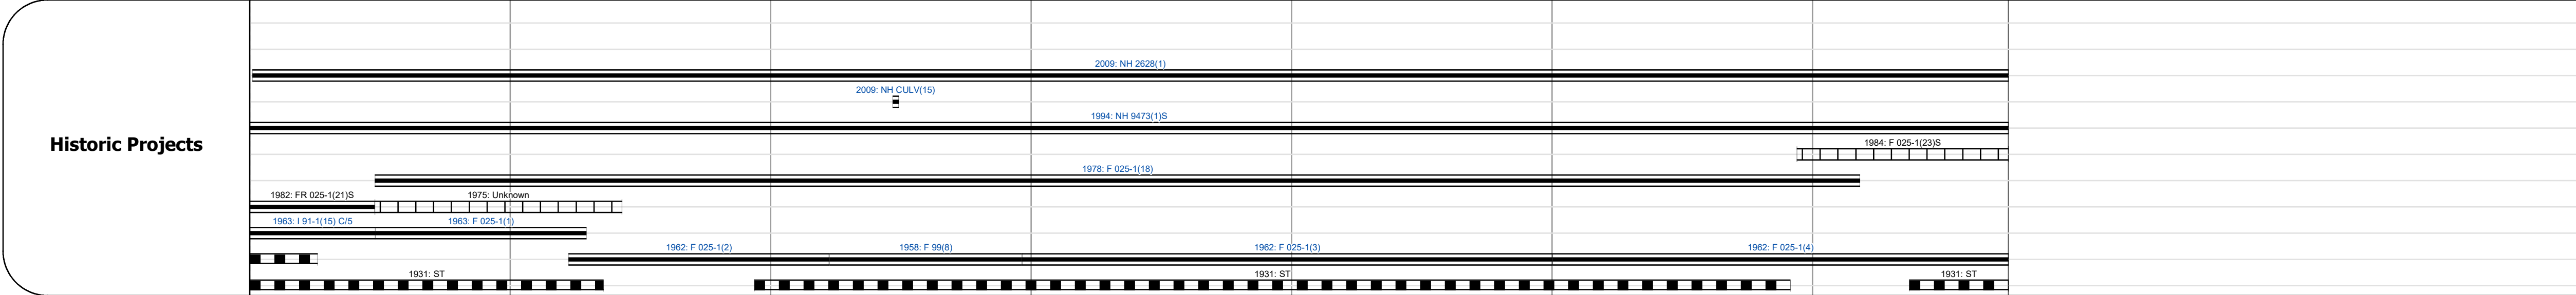 Historic Projects
2009: NH 2628(1)
2009: NH CULV(15)
1994: NH 9473(1)S
1984: F 025-1(23)S
1978: F 025-1(18)
1982: FR 025-1(21)S 1975: Unknown
1963: I 91-1(15) C/5 1963: F 025-1(1)
1962: F 025-1(2) 1958: F 99(8) 1962: F 025-1(3) 1962: F 025-1(4)
1931: ST 1931: ST 1931: ST